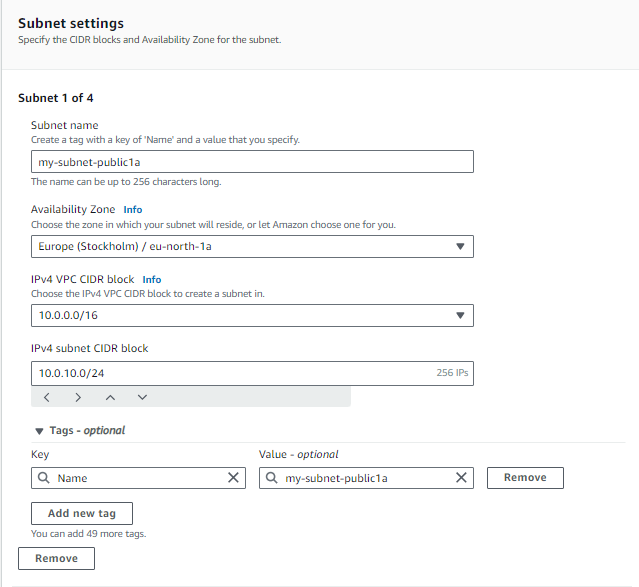 Subnet settings
Specify the CIDR blocks and Availability Zone for the subnet.
Subnet 1 of 4
Subnet name
Create a tag with a key of 'Name' and a value that you specify.
my-subnet-public1a
The name can be up to 256 characters long.
Availability Zone Info
Choose the zone in which your subnet will reside, or let Amazon choose one for you.
Europe (Stockholm) / eu-north-1a
IPv4 VPC CIDR block Info
Choose the IPv4 VPC CIDR block to create a subnet in.
10.0.0.0/16
IPv4 subnet CIDR block
10.0.10.0/24 256 IPs
Tags - optional
Key Value - optional
Name my-subnet-public1a Remove
Add new tag
You can add 49 more tags.
Remove